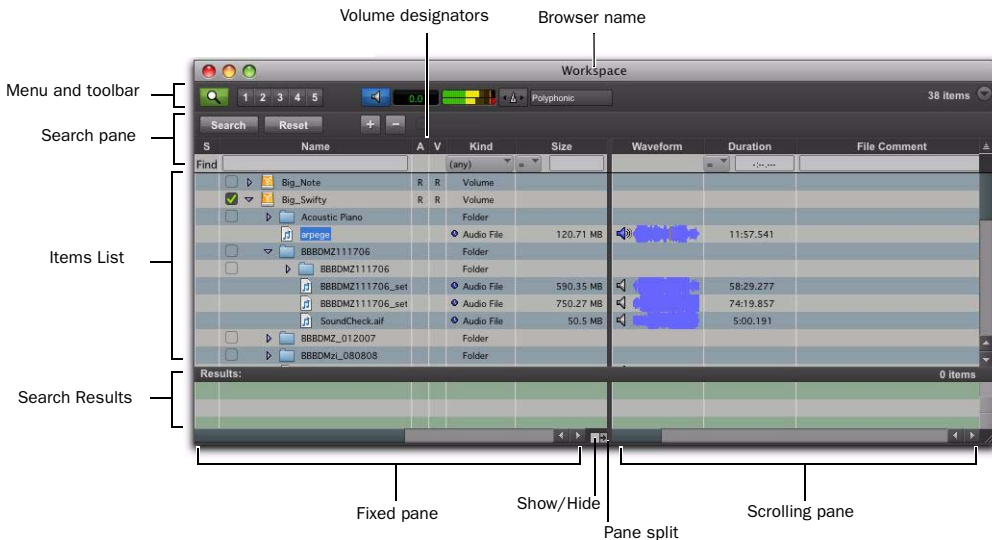 Volume designators Browser name
Workspace
Menu and toolbar
1 2 3 4 5 0.0 Polyphonic 38 items
Search pane
Search Reset + −
S Name A V Kind Size Waveform Duration File Comment
Find (any) = = -:--.---
Big_Note R R Volume
Big_Swifty R R Volume
Acoustic Piano Folder
arpege Audio File 120.71 MB 11:57.541
Items List
BBBDMZ111706 Folder
BBBDMZ111706 Folder
BBBDMZ111706_set Audio File 590.35 MB 58:29.277
BBBDMZ111706_set Audio File 750.27 MB 74:19.857
SoundCheck.aif Audio File 50.5 MB 5:00.191
BBBDMZ_012007 Folder
BBBDMzi_080808 Folder
Results: 0 items
Search Results
Fixed pane Show/Hide Scrolling pane
Pane split